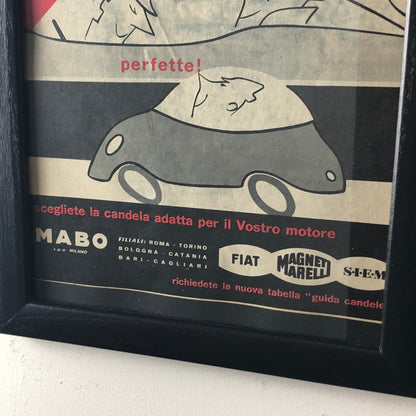 perfette!
scegliete la candela adatta per il Vostro motore
MABO
s.p.a. MILANO
FILIALI: ROMA - TORINO
BOLOGNA - CATANIA
BARI - CAGLIARI
FIAT
MAGNETI
MARELLI
S·I·E·M
richiedete la nuova tabella "guida candele